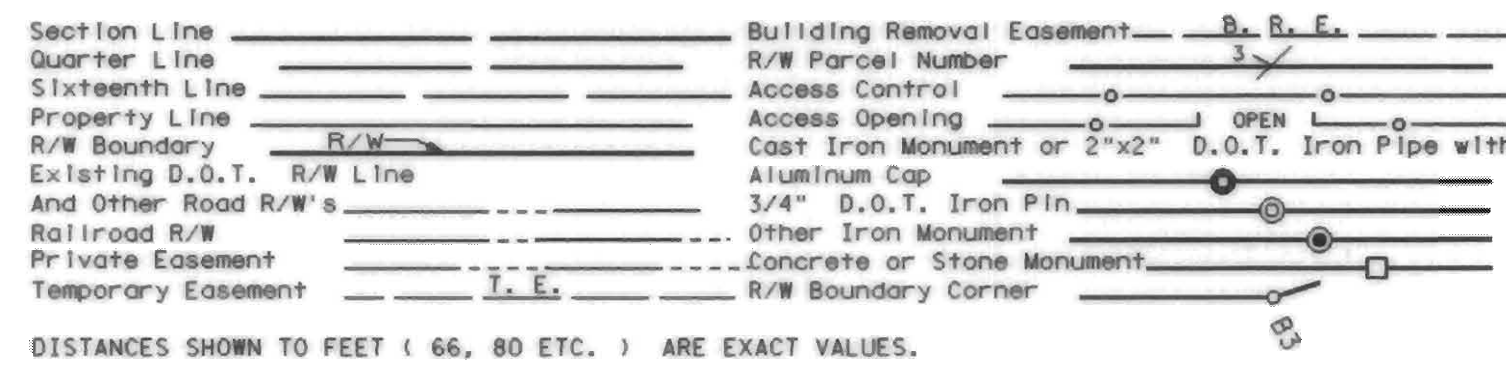 Section Line
Quarter Line
Sixteenth Line
Property Line
R/W Boundary R/W
Existing D.O.T. R/W Line
And Other Road R/W's
Railroad R/W
Private Easement
Temporary Easement T. E.
Building Removal Easement B. R. E.
R/W Parcel Number 3
Access Control
Access Opening OPEN
Cast Iron Monument or 2"x2" D.O.T. Iron Pipe with
Aluminum Cap
3/4" D.O.T. Iron Pin
Other Iron Monument
Concrete or Stone Monument
R/W Boundary Corner
B3
DISTANCES SHOWN TO FEET ( 66, 80 ETC. ) ARE EXACT VALUES.